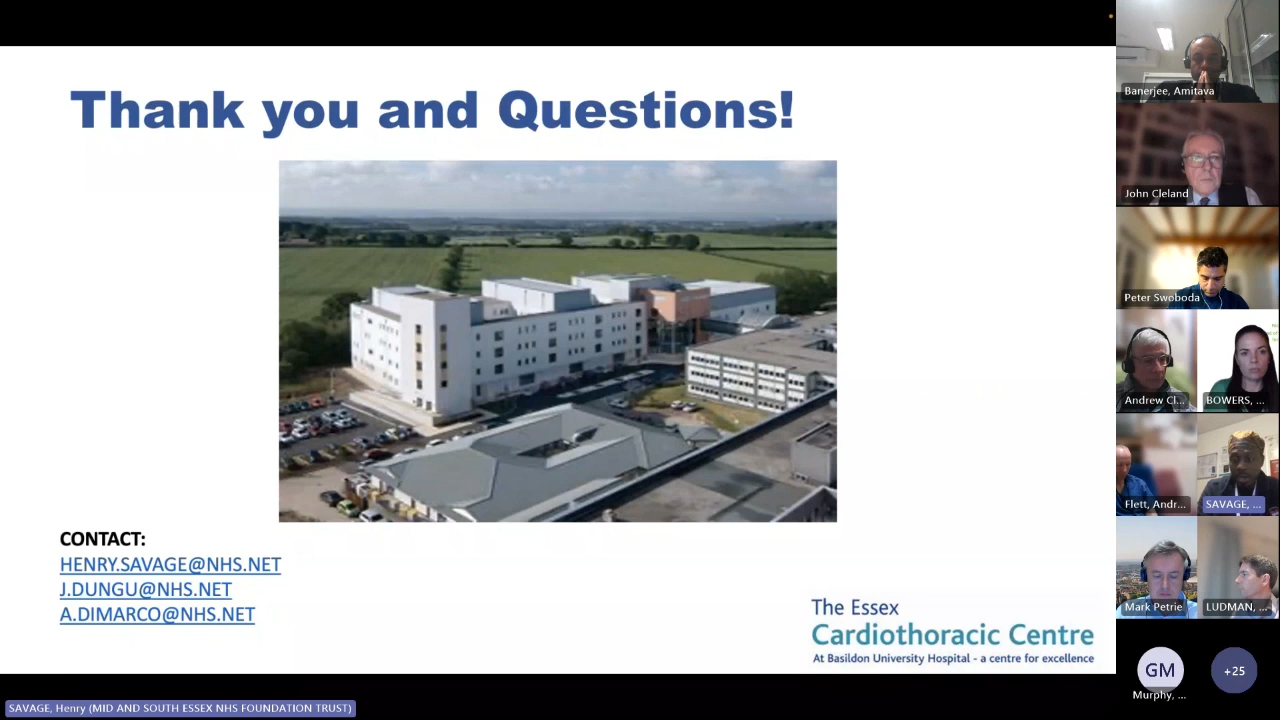 Thank you and Questions!
CONTACT:
HENRY.SAVAGE@NHS.NET
J.DUNGU@NHS.NET
A.DIMARCO@NHS.NET
The Essex
Cardiothoracic Centre
At Basildon University Hospital - a centre for excellence
SAVAGE, Henry (MID AND SOUTH ESSEX NHS FOUNDATION TRUST)
Banerjee, Amitava
John Cleland
Peter Swoboda
Andrew Cl...
BOWERS, ...
Flett, Andr...
SAVAGE, ...
Mark Petrie
LUDMAN, ...
GM
Murphy, ...
+25